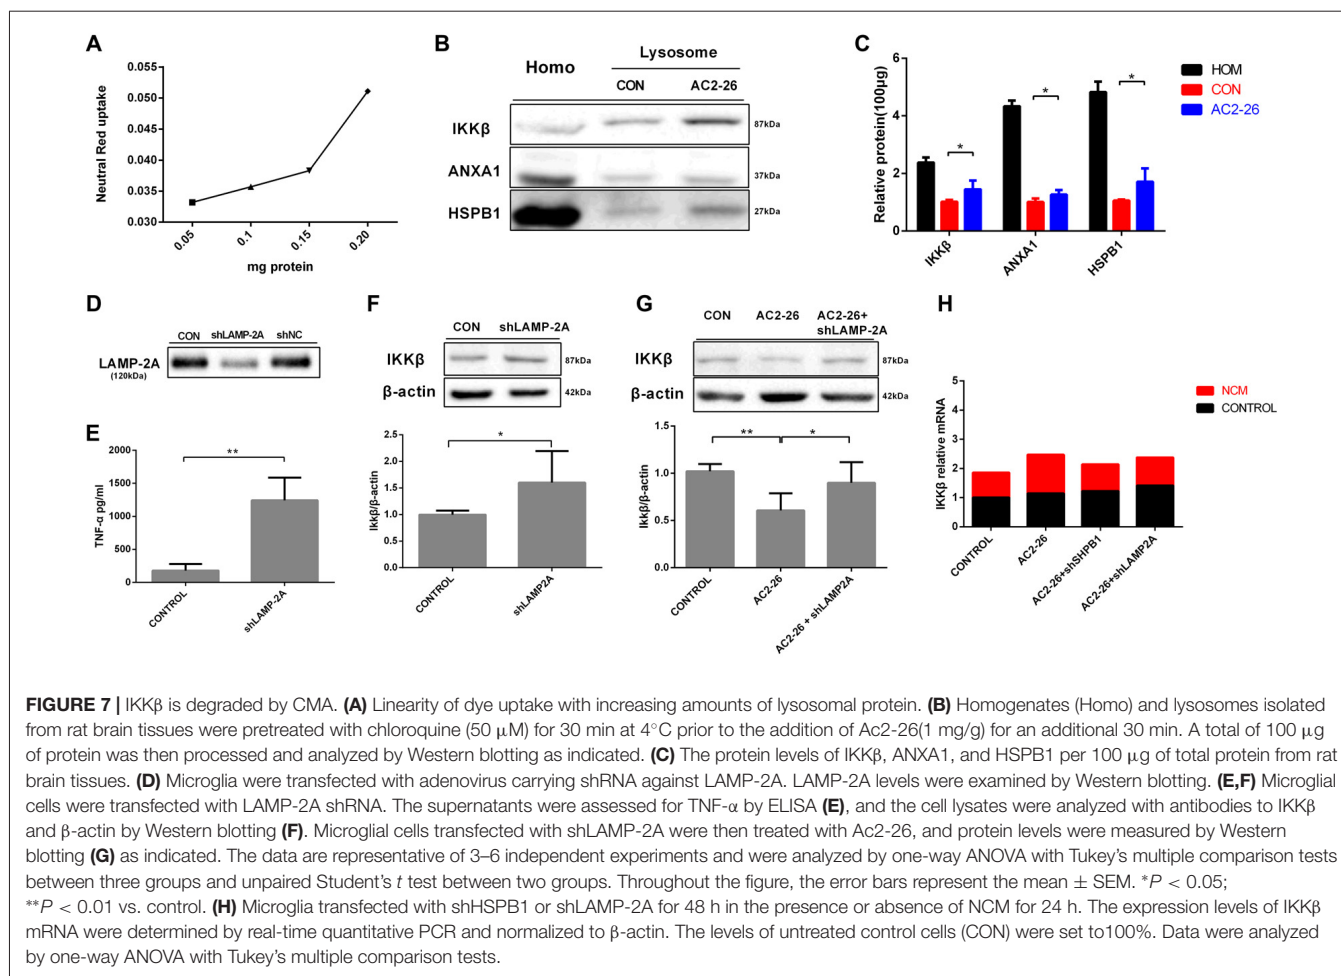 A
Neutral Red uptake
0.055
0.050
0.045
0.040
0.035
0.030
0.05
0.1
0.15
0.20
mg protein
B
Homo
Lysosome
CON
AC2-26
IKKβ
87kDa
ANXA1
37kDa
HSPB1
27kDa
C
Relative protein(100μg)
6
4
2
0
*
*
*
IKKβ
ANXA1
HSPB1
HOM
CON
AC2-26
D
CON
shLAMP-2A
shNC
LAMP-2A
(120kDa)
E
TNF-α pg/ml
2000
1500
1000
500
0
**
CONTROL
shLAMP-2A
F
CON
shLAMP-2A
IKKβ
87kDa
β-actin
42kDa
Ikkβ/β-actin
2.5
2.0
1.5
1.0
0.5
0.0
*
CONTROL
shLAMP2A
G
CON
AC2-26
AC2-26+
shLAMP-2A
IKKβ
87kDa
β-actin
42kDa
Ikkβ/β-actin
1.5
1.0
0.5
0.0
**
*
CONTROL
AC2-26
AC2-26 + shLAMP2A
H
IKKβ relative mRNA
5
4
3
2
1
0
CONTROL
AC2-26
AC2-26+shSHPB1
AC2-26+shLAMP2A
NCM
CONTROL
FIGURE 7 | IKKβ is degraded by CMA. (A) Linearity of dye uptake with increasing amounts of lysosomal protein. (B) Homogenates (Homo) and lysosomes isolated
from rat brain tissues were pretreated with chloroquine (50 μM) for 30 min at 4°C prior to the addition of Ac2-26(1 mg/g) for an additional 30 min. A total of 100 μg
of protein was then processed and analyzed by Western blotting as indicated. (C) The protein levels of IKKβ, ANXA1, and HSPB1 per 100 μg of total protein from rat
brain tissues. (D) Microglia were transfected with adenovirus carrying shRNA against LAMP-2A. LAMP-2A levels were examined by Western blotting. (E,F) Microglial
cells were transfected with LAMP-2A shRNA. The supernatants were assessed for TNF-α by ELISA (E), and the cell lysates were analyzed with antibodies to IKKβ
and β-actin by Western blotting (F). Microglial cells transfected with shLAMP-2A were then treated with Ac2-26, and protein levels were measured by Western
blotting (G) as indicated. The data are representative of 3–6 independent experiments and were analyzed by one-way ANOVA with Tukey's multiple comparison tests
between three groups and unpaired Student's t test between two groups. Throughout the figure, the error bars represent the mean ± SEM. *P < 0.05;
**P < 0.01 vs. control. (H) Microglia transfected with shHSPB1 or shLAMP-2A for 48 h in the presence or absence of NCM for 24 h. The expression levels of IKKβ
mRNA were determined by real-time quantitative PCR and normalized to β-actin. The levels of untreated control cells (CON) were set to100%. Data were analyzed
by one-way ANOVA with Tukey's multiple comparison tests.